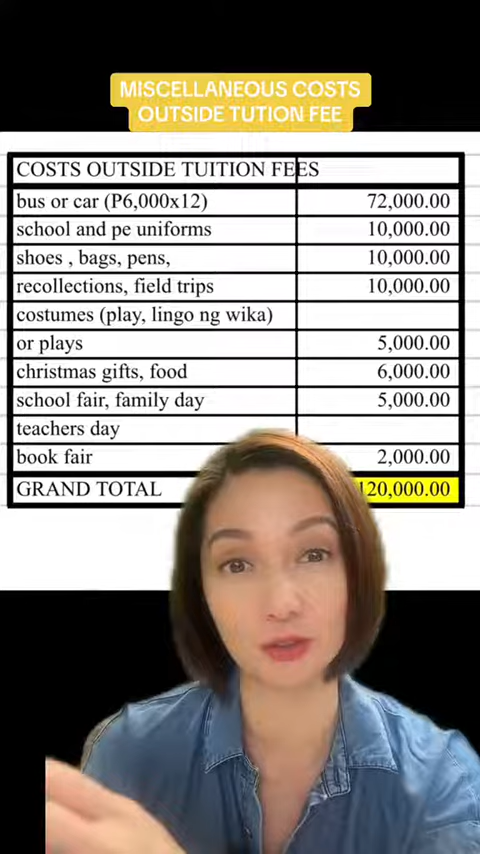 MISCELLANEOUS COSTS
OUTSIDE TUTION FEE
COSTS OUTSIDE TUITION FEES
bus or car (P6,000x12) 72,000.00
school and pe uniforms 10,000.00
shoes , bags, pens, 10,000.00
recollections, field trips 10,000.00
costumes (play, lingo ng wika)
or plays 5,000.00
christmas gifts, food 6,000.00
school fair, family day 5,000.00
teachers day
book fair 2,000.00
GRAND TOTAL 120,000.00